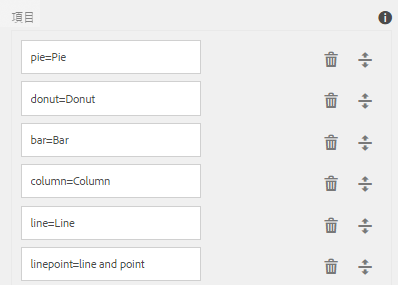 項目
pie=Pie
donut=Donut
bar=Bar
column=Column
line=Line
linepoint=line and point